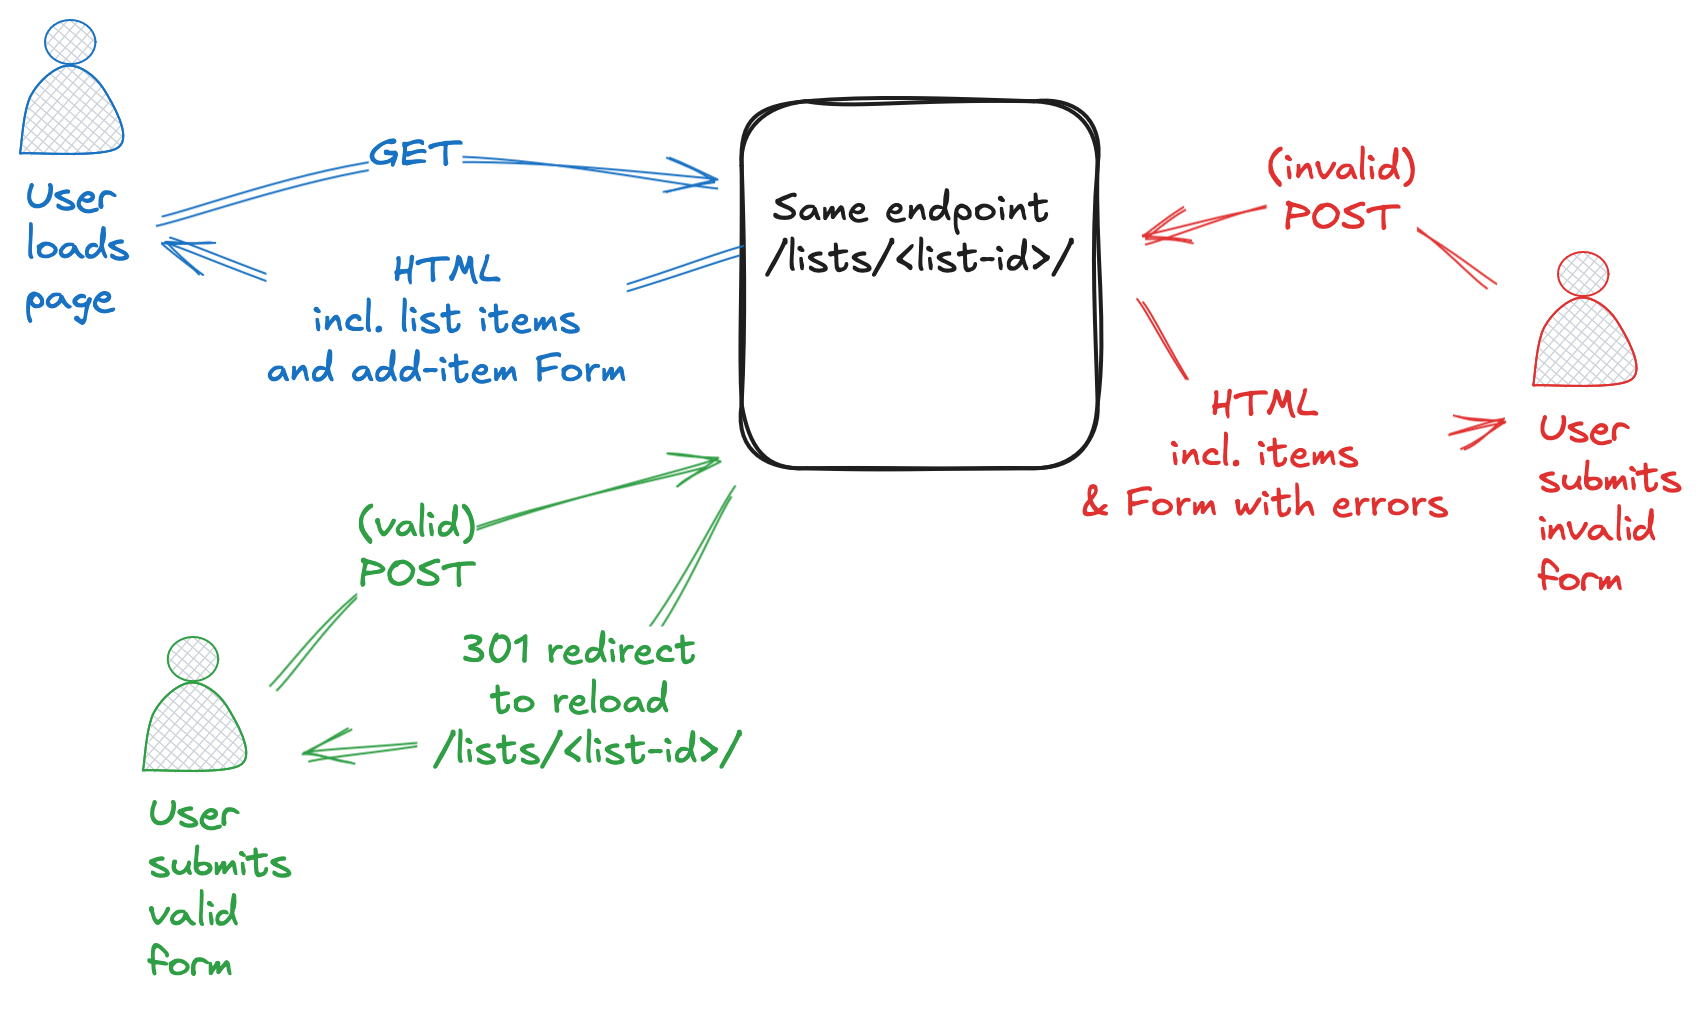 User
loads
page
GET
HTML
incl. list items
and add-item Form
Same endpoint
/lists/<list-id>/
(invalid)
POST
HTML
incl. items
& Form with errors
User
submits
invalid
form
(valid)
POST
301 redirect
to reload
/lists/<list-id>/
User
submits
valid
form